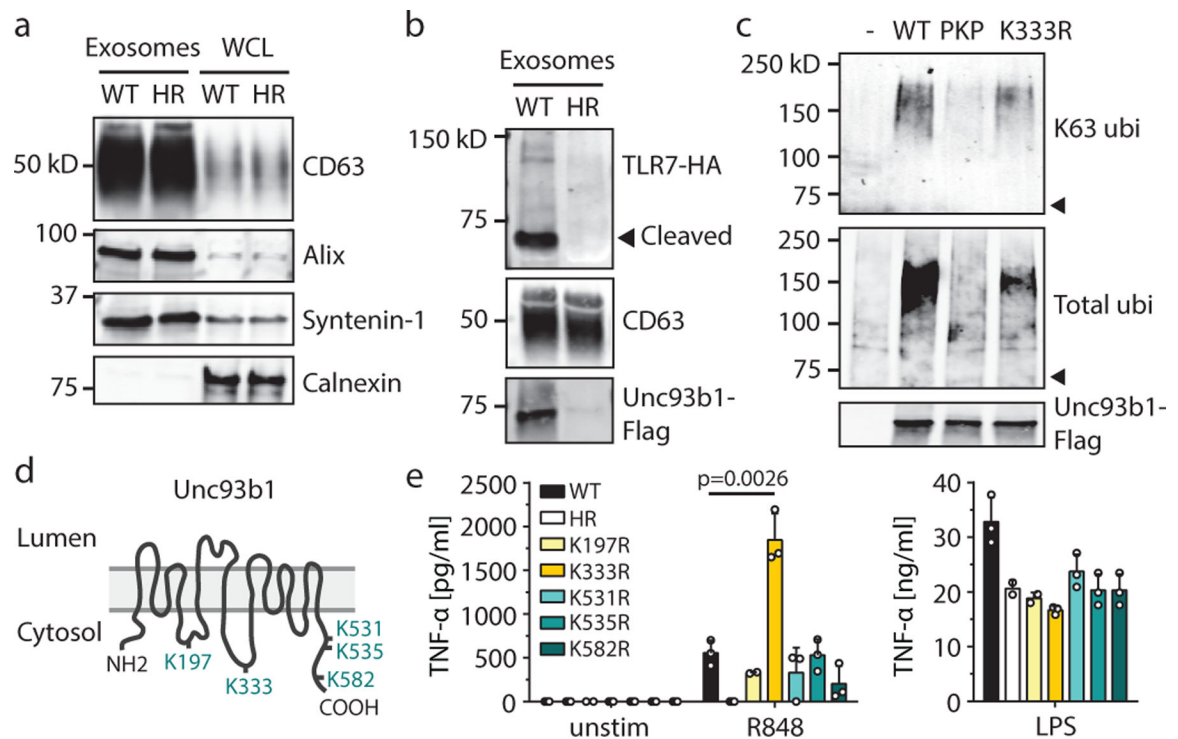 a
Exosomes WCL
WT HR WT HR
50 kD
CD63
100
Alix
37
Syntenin-1
75
Calnexin
b
Exosomes
WT HR
150 kD
TLR7-HA
75
Cleaved
50
CD63
75
Unc93b1-
Flag
c
- WT PKP K333R
250 kD
150
K63 ubi
100
75
250
150
Total ubi
100
75
Unc93b1-
Flag
d
Unc93b1
Lumen
Cytosol
NH2
K197
K333
K531
K535
K582
COOH
e
p=0.0026
TNF-α [pg/ml]
2500
2000
1500
1000
500
0
WT
HR
K197R
K333R
K531R
K535R
K582R
unstim R848
TNF-α [ng/ml]
40
30
20
10
0
LPS